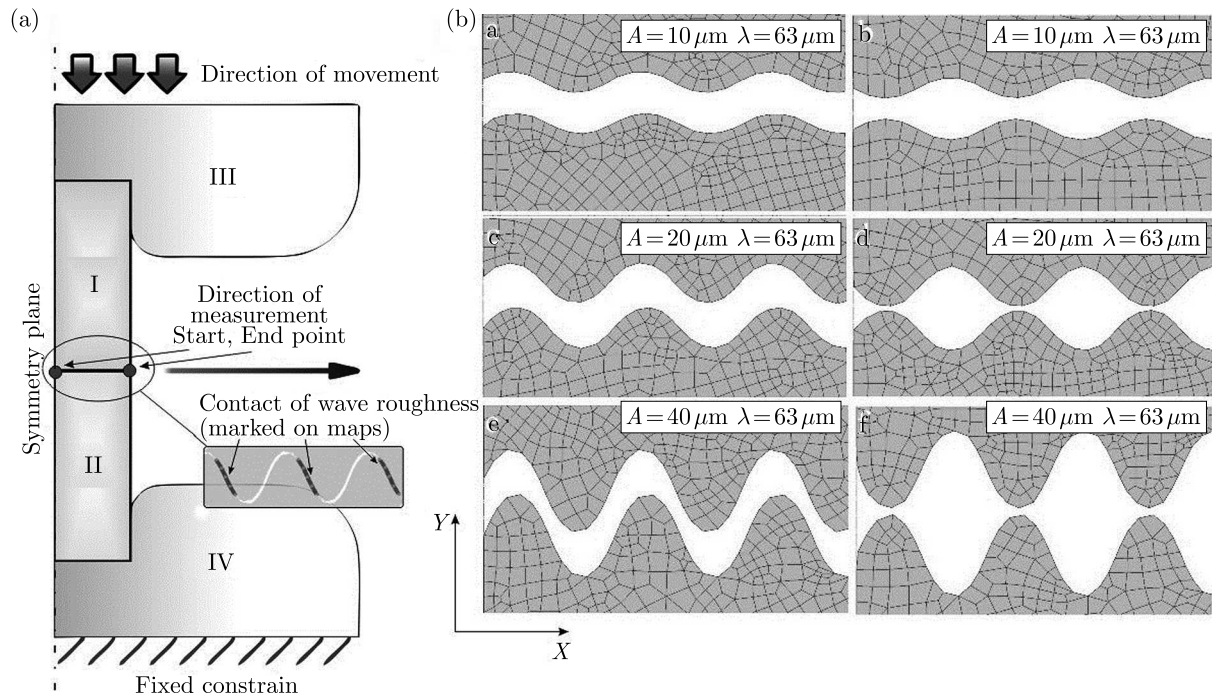 (a)
Direction of movement
III
I
Direction of
measurement
Start, End point
Symmetry plane
Contact of wave roughness
(marked on maps)
II
IV
Fixed constrain
Y
X
(b)
a
A = 10 μm λ = 63 μm
b
A = 10 μm λ = 63 μm
c
A = 20 μm λ = 63 μm
d
A = 20 μm λ = 63 μm
e
A = 40 μm λ = 63 μm
f
A = 40 μm λ = 63 μm